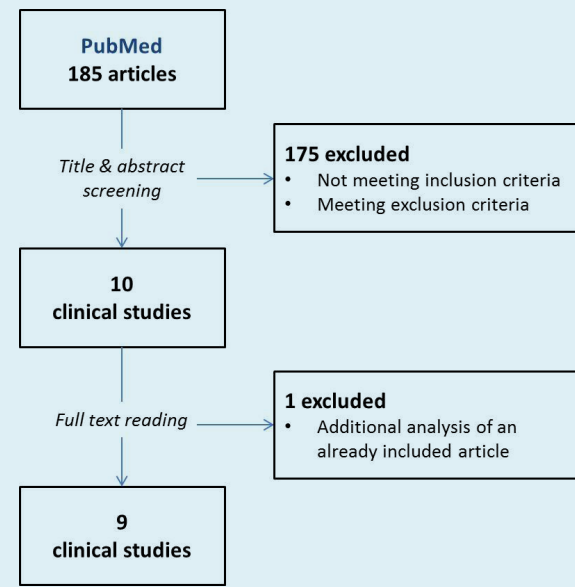 PubMed
185 articles
Title & abstract
screening
175 excluded
• Not meeting inclusion criteria
• Meeting exclusion criteria
10
clinical studies
Full text reading
1 excluded
• Additional analysis of an
already included article
9
clinical studies